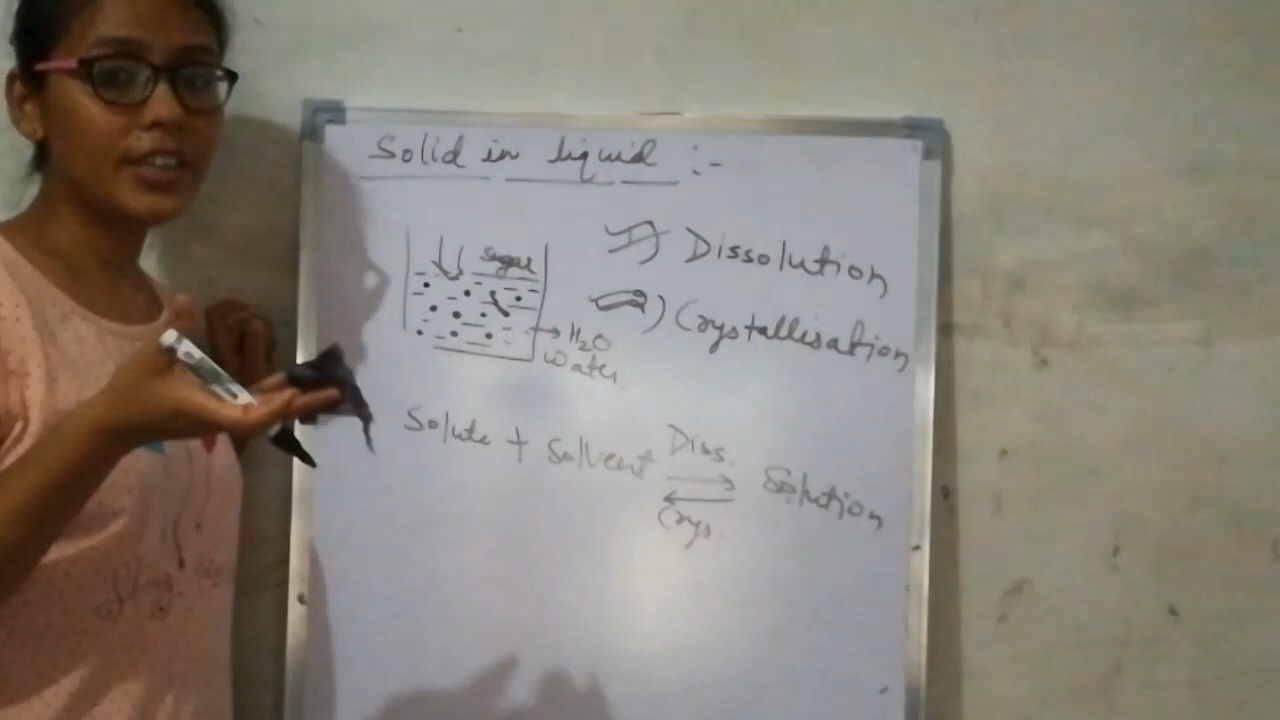 Solid in liquid :-
Sugar
→ H2O
Water
1) Dissolution
2) Crystallisation
Solute + Solvent ⇌ Solution
Diss.
Crys.